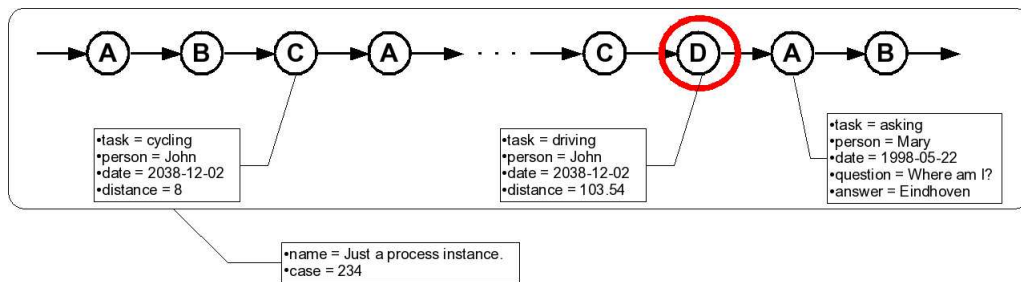 A B C A . . . C D A B
•task = cycling
•person = John
•date = 2038-12-02
•distance = 8
•task = driving
•person = John
•date = 2038-12-02
•distance = 103.54
•task = asking
•person = Mary
•date = 1998-05-22
•question = Where am I?
•answer = Eindhoven
•name = Just a process instance.
•case = 234